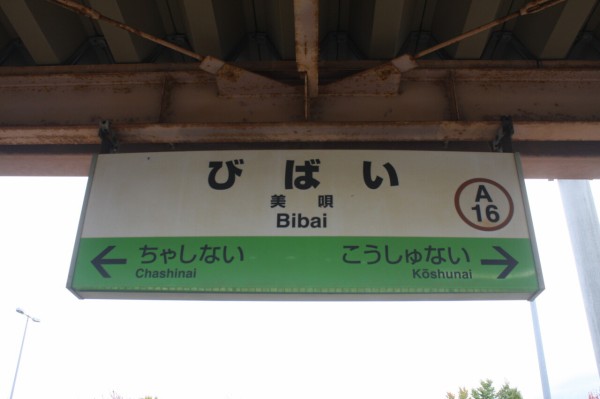 びばい
美唄
Bibai
A
16
ちゃしない
Chashinai
こうしゅない
Kōshunai